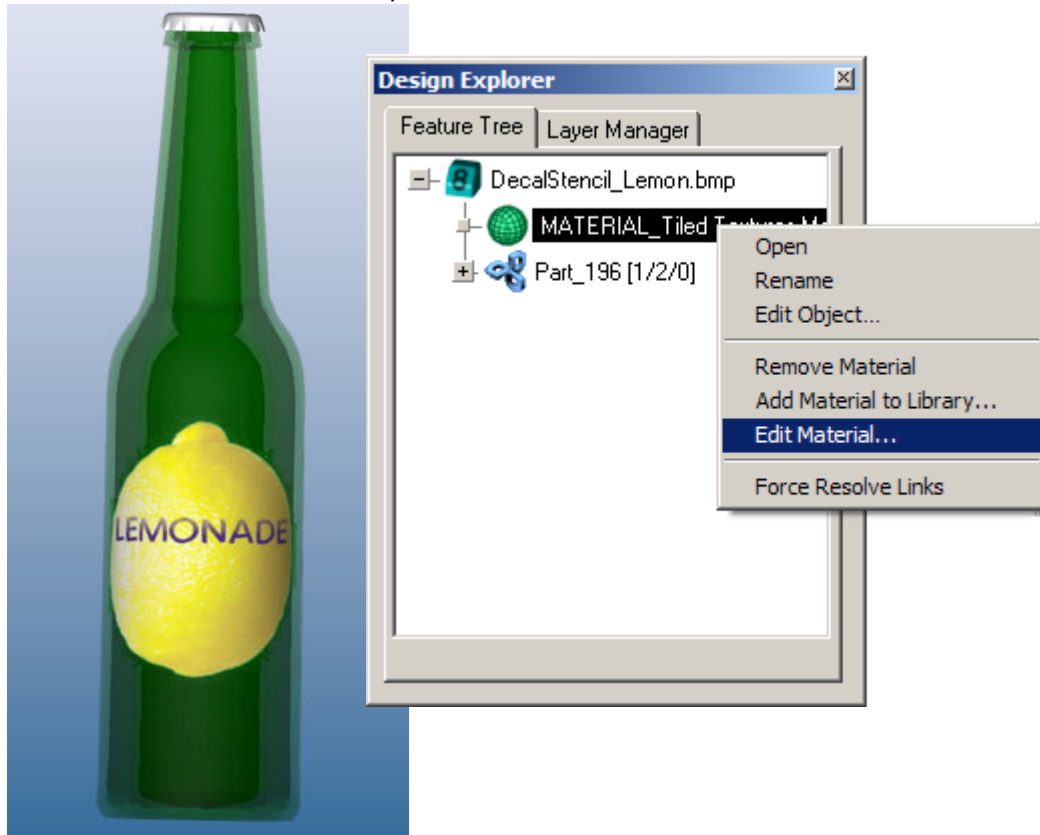 Design Explorer
Feature Tree
Layer Manager
DecalStencil_Lemon.bmp
MATERIAL_Tiled
Part_196 [1/2/0]
Open
Rename
Edit Object...
Remove Material
Add Material to Library...
Edit Material...
Force Resolve Links
LEMONADE